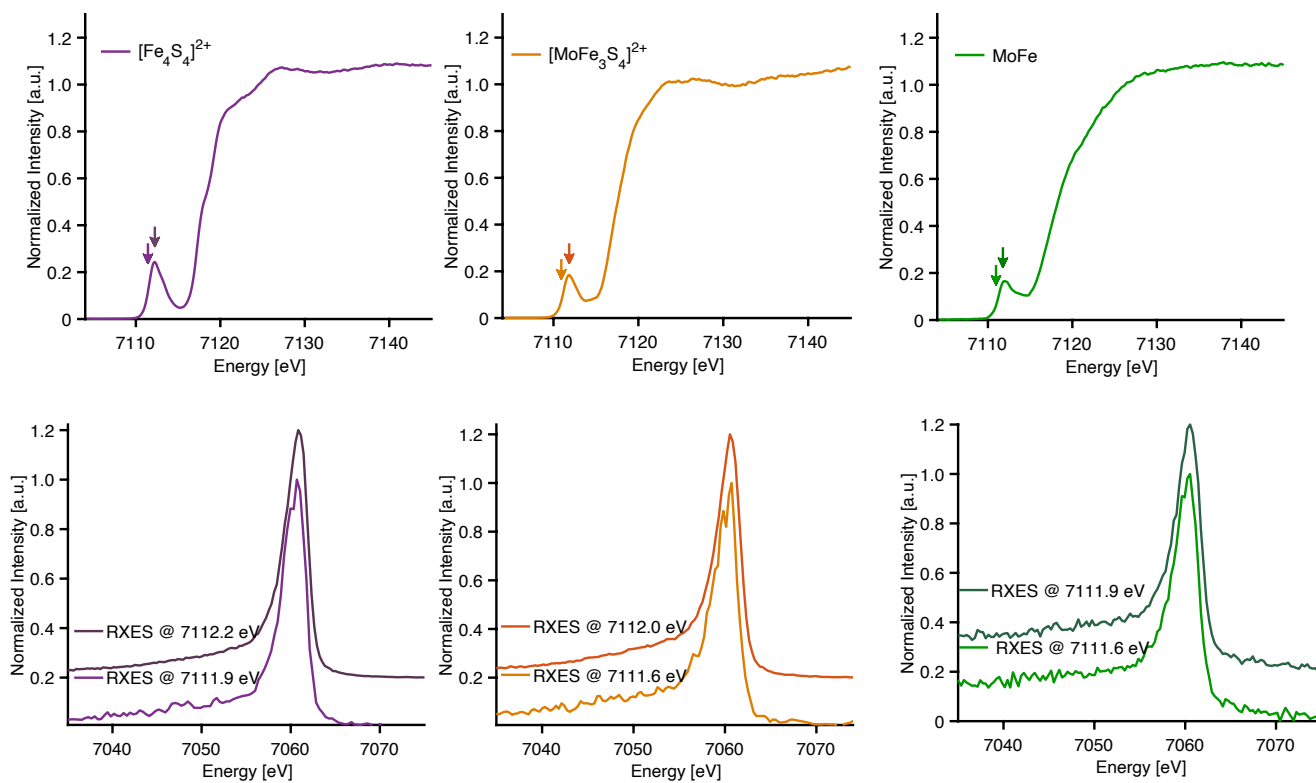 [Fe4S4]2+
Normalized Intensity [a.u.]
1.2
1.0
0.8
0.6
0.4
0.2
0
7110 7120 7130 7140
Energy [eV]
[MoFe3S4]2+
Normalized Intensity [a.u.]
1.2
1.0
0.8
0.6
0.4
0.2
0
7110 7120 7130 7140
Energy [eV]
MoFe
Normalized Intensity [a.u.]
1.2
1.0
0.8
0.6
0.4
0.2
0
7110 7120 7130 7140
Energy [eV]
Normalized Intensity [a.u.]
1.2
1.0
0.8
0.6
0.4
0.2
RXES @ 7112.2 eV
RXES @ 7111.9 eV
7040 7050 7060 7070
Energy [eV]
Normalized Intensity [a.u.]
1.2
1.0
0.8
0.6
0.4
0.2
RXES @ 7112.0 eV
RXES @ 7111.6 eV
7040 7050 7060 7070
Energy [eV]
Normalized Intensity [a.u.]
1.2
1.0
0.8
0.6
0.4
0.2
0
RXES @ 7111.9 eV
RXES @ 7111.6 eV
7040 7050 7060 7070
Energy [eV]